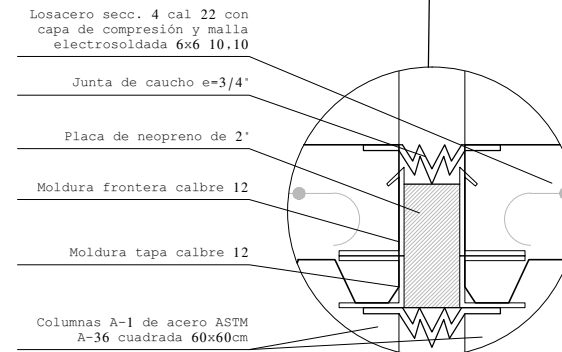 Losacero secc. 4 cal 22 con
capa de compresión y malla
electrosoldada 6x6 10,10
Junta de caucho e=3/4"
Placa de neopreno de 2"
Moldura frontera calbre 12
Moldura tapa calbre 12
Columnas A-1 de acero ASTM
A-36 cuadrada 60x60cm